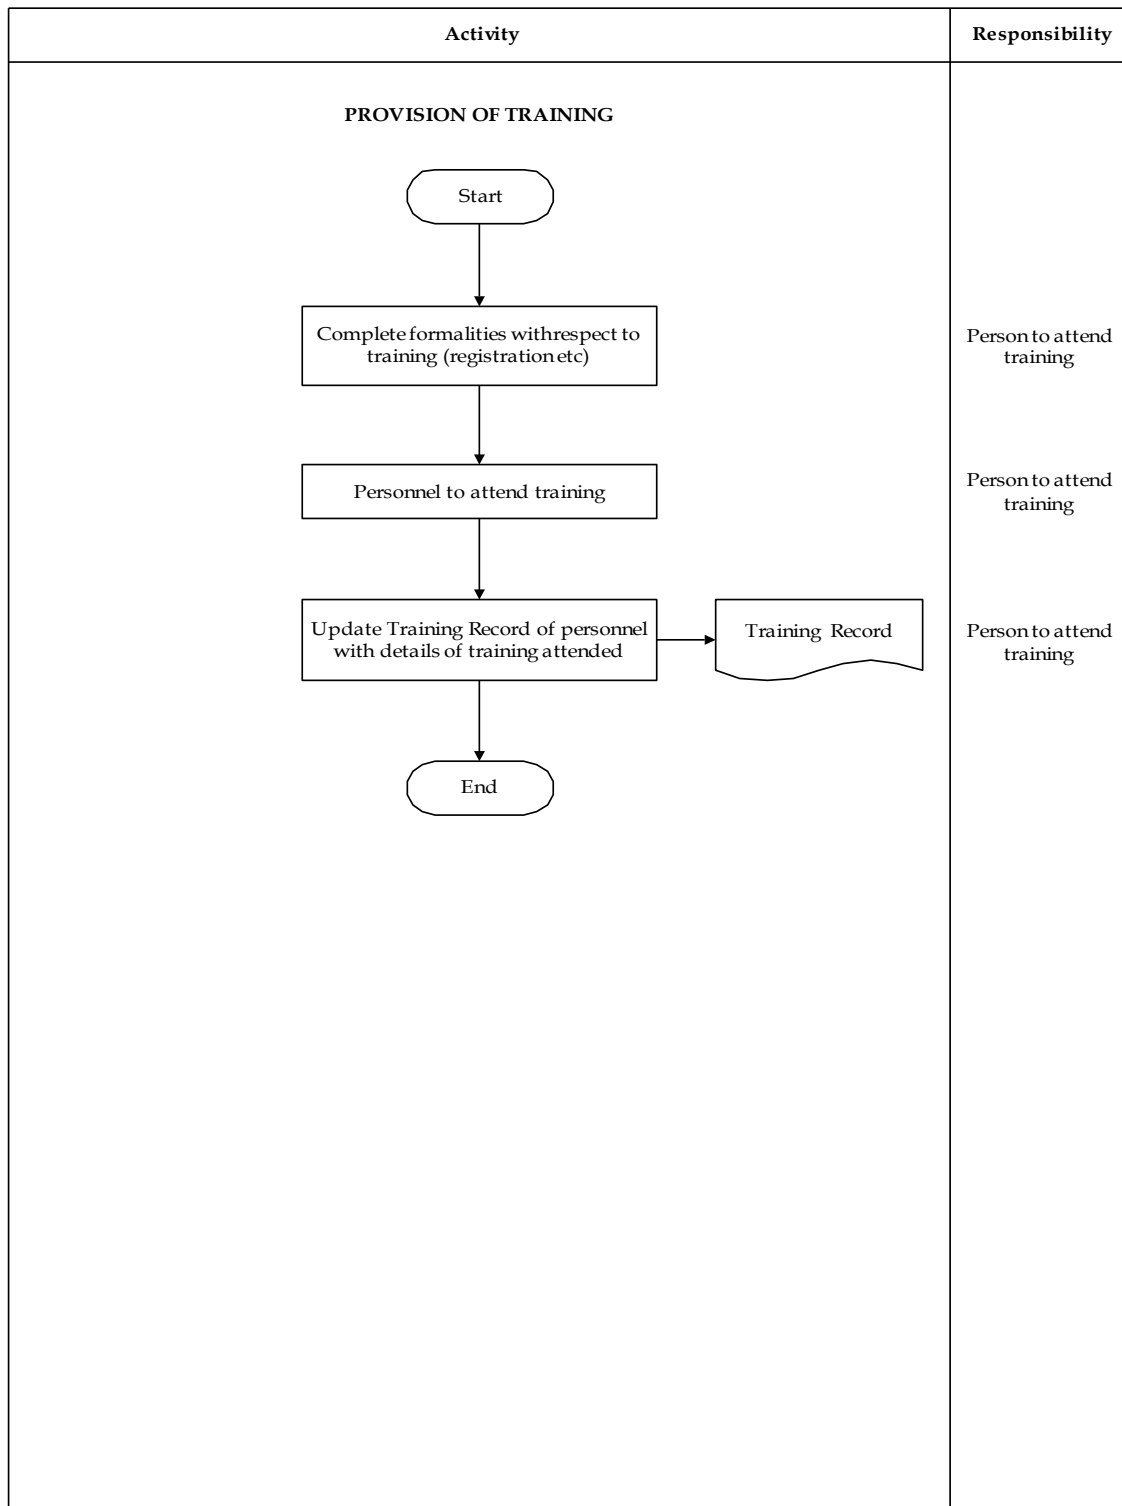 Activity
Responsibility
PROVISION OF TRAINING
Start
Complete formalities with respect to
training (registration etc)
Person to attend
training
Personnel to attend training
Person to attend
training
Update Training Record of personnel
with details of training attended
Training Record
Person to attend
training
End